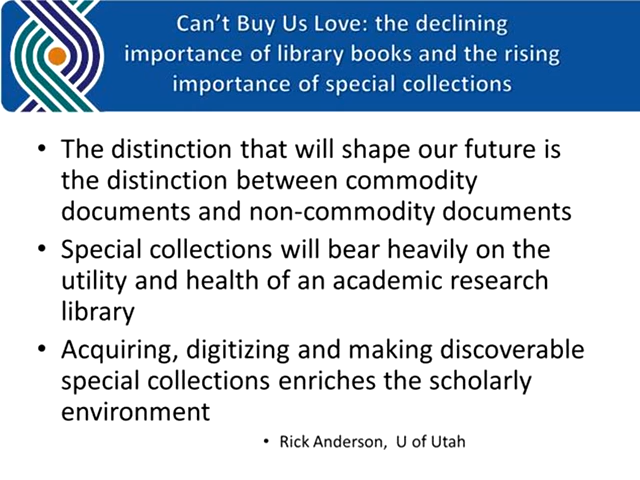 Can't Buy Us Love: the declining
importance of library books and the rising
importance of special collections
• The distinction that will shape our future is
the distinction between commodity
documents and non-commodity documents
• Special collections will bear heavily on the
utility and health of an academic research
library
• Acquiring, digitizing and making discoverable
special collections enriches the scholarly
environment
• Rick Anderson, U of Utah